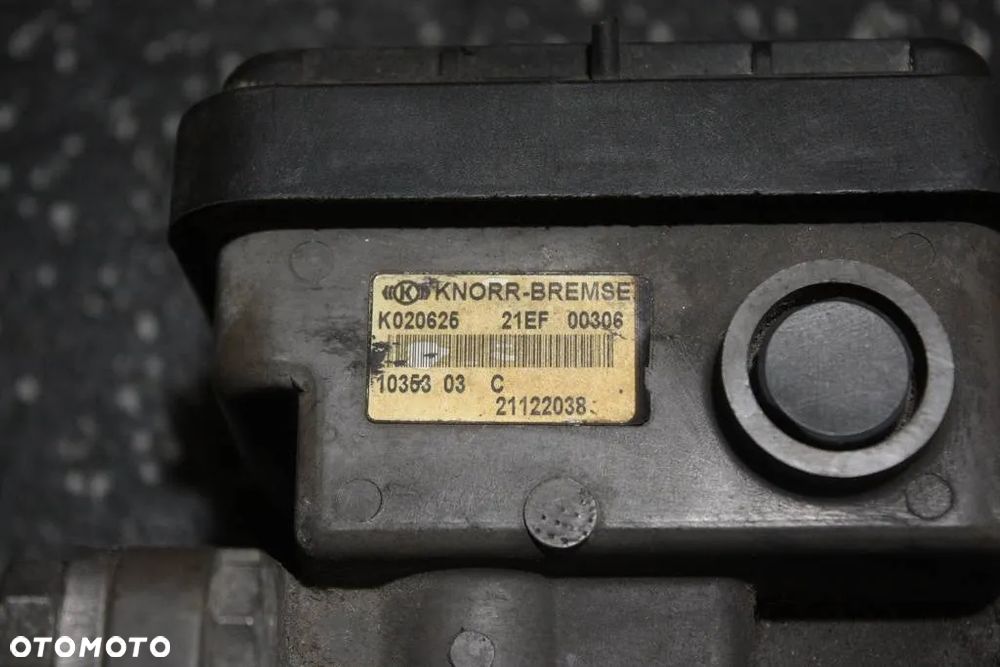 KNORR-BREMSE
K020625 21EF 00306
10353 03 C
21122038
OTOMOTO